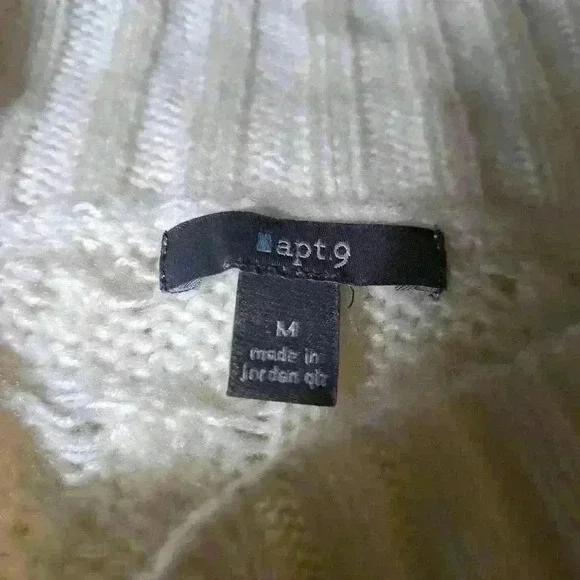 apt.9
M
made in
jordan qiz